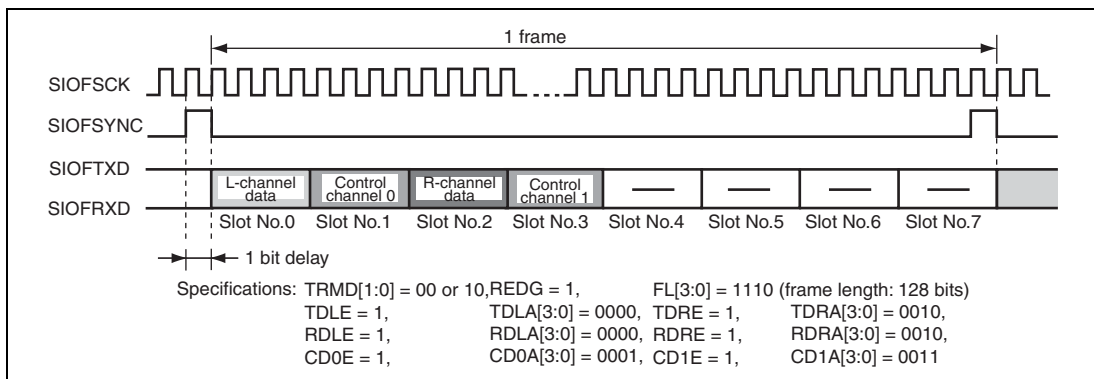 1 frame
SIOFSCK
SIOFSYNC
SIOFTXD
SIOFRXD
L-channel
data
Control
channel 0
R-channel
data
Control
channel 1
Slot No.0 Slot No.1 Slot No.2 Slot No.3 Slot No.4 Slot No.5 Slot No.6 Slot No.7
1 bit delay
Specifications: TRMD[1:0] = 00 or 10, REDG = 1, FL[3:0] = 1110 (frame length: 128 bits)
TDLE = 1, TDLA[3:0] = 0000, TDRE = 1, TDRA[3:0] = 0010,
RDLE = 1, RDLA[3:0] = 0000, RDRE = 1, RDRA[3:0] = 0010,
CD0E = 1, CD0A[3:0] = 0001, CD1E = 1, CD1A[3:0] = 0011